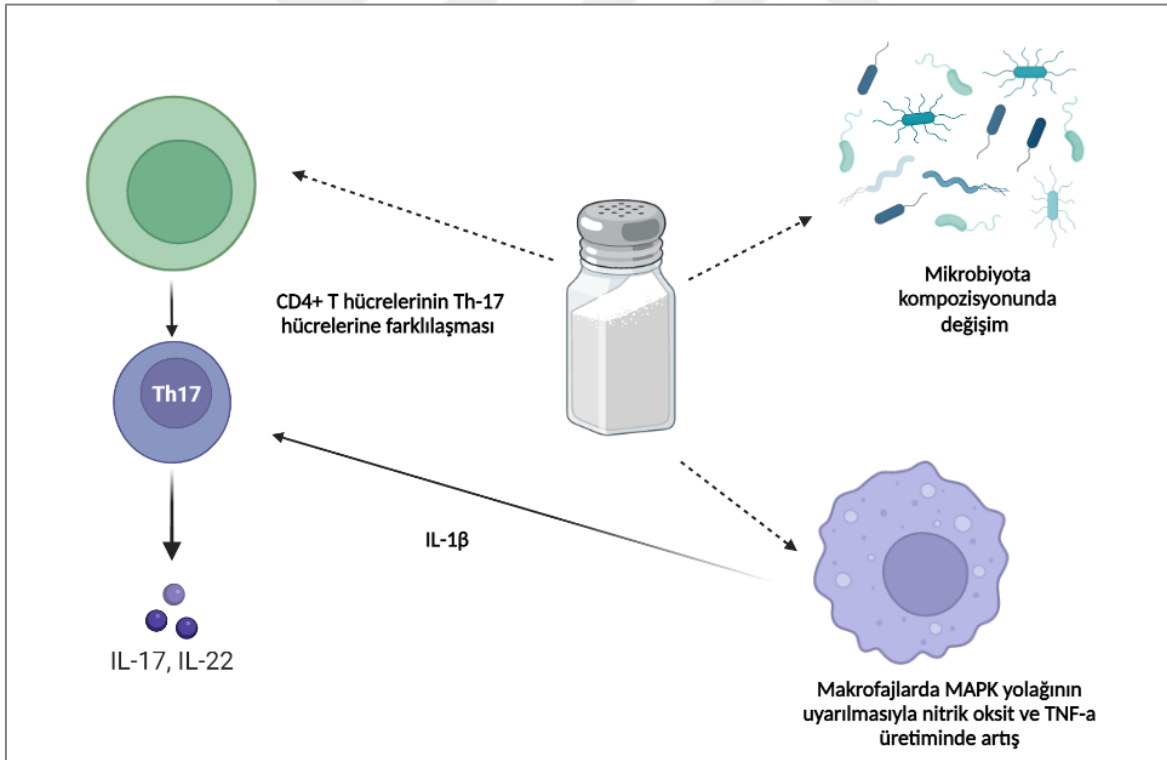 CD4+ T hücrelerinin Th-17
hücrelerine farklılaşması
Mikrobiyota
kompozisyonunda
değişim
Th17
IL-1β
IL-17, IL-22
Makrofajlarda MAPK yolağının
uyarılmasıyla nitrik oksit ve TNF-a
üretiminde artış